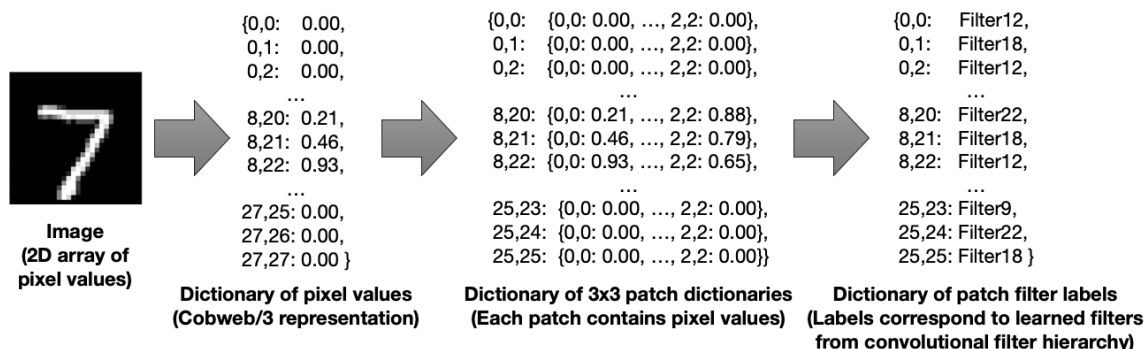 Image
(2D array of
pixel values)
{0,0: 0.00,
0,1: 0.00,
0,2: 0.00,
...
8,20: 0.21,
8,21: 0.46,
8,22: 0.93,
...
27,25: 0.00,
27,26: 0.00,
27,27: 0.00 }
Dictionary of pixel values
(Cobweb/3 representation)
{0,0: {0,0: 0.00, ..., 2,2: 0.00},
0,1: {0,0: 0.00, ..., 2,2: 0.00},
0,2: {0,0: 0.00, ..., 2,2: 0.00},
...
8,20: {0,0: 0.21, ..., 2,2: 0.88},
8,21: {0,0: 0.46, ..., 2,2: 0.79},
8,22: {0,0: 0.93, ..., 2,2: 0.65},
...
25,23: {0,0: 0.00, ..., 2,2: 0.00},
25,24: {0,0: 0.00, ..., 2,2: 0.00},
25,25: {0,0: 0.00, ..., 2,2: 0.00}}
Dictionary of 3x3 patch dictionaries
(Each patch contains pixel values)
{0,0: Filter12,
0,1: Filter18,
0,2: Filter12,
...
8,20: Filter22,
8,21: Filter18,
8,22: Filter12,
...
25,23: Filter9,
25,24: Filter22,
25,25: Filter18 }
Dictionary of patch filter labels
(Labels correspond to learned filters
from convolutional filter hierarchy)